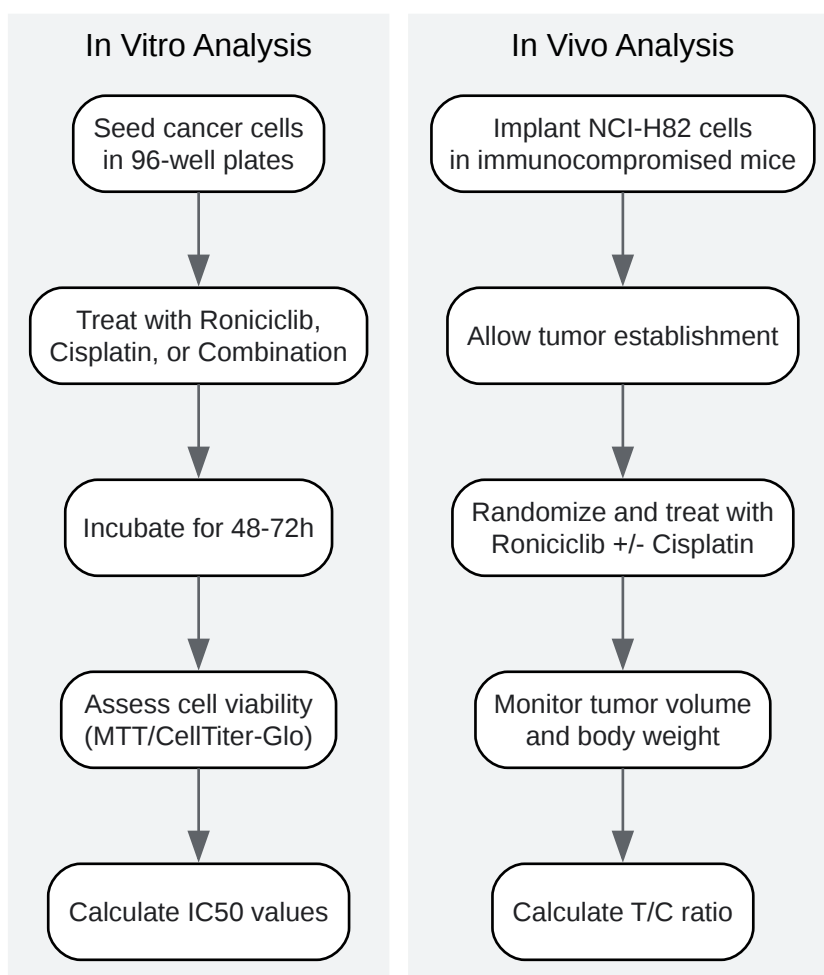 In Vitro Analysis
Seed cancer cells
in 96-well plates
Treat with Roniciclib,
Cisplatin, or Combination
Incubate for 48-72h
Assess cell viability
(MTT/CellTiter-Glo)
Calculate IC50 values
In Vivo Analysis
Implant NCI-H82 cells
in immunocompromised mice
Allow tumor establishment
Randomize and treat with
Roniciclib +/- Cisplatin
Monitor tumor volume
and body weight
Calculate T/C ratio